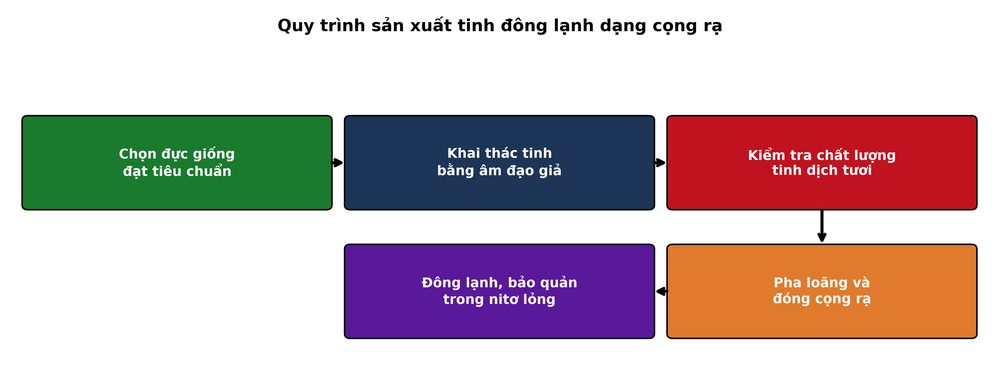 Quy trình sản xuất tinh đông lạnh dạng cọng rạ
Chọn đực giống
đạt tiêu chuẩn
Khai thác tinh
bằng âm đạo giả
Kiểm tra chất lượng
tinh dịch tươi
Pha loãng và
đóng cọng rạ
Đông lạnh, bảo quản
trong nitơ lỏng